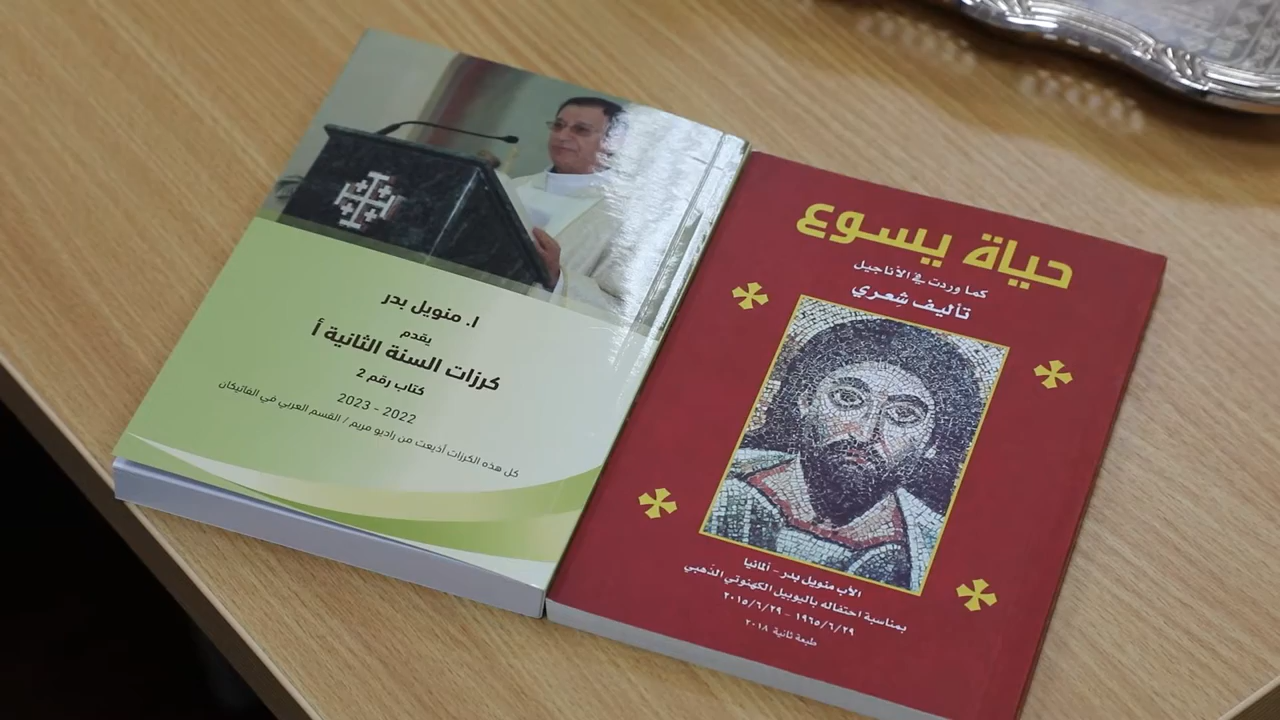 ا. منويل بدر
يقدم
كرزات السنة الثانية أ
كتاب رقم 2
2022 - 2023
كل هذه الكرزات أذيعت من راديو مريم / القسم العربي في الفاتيكان
حياة يسوع
كما وردت في الأناجيل
تأليف شعري
الأب منويل بدر - ألمانيا
بمناسبة احتفاله باليوبيل الكهنوتي الذهبي
١٩٦٥/٦/٢٩ - ٢٠١٥/٦/٢٩
طبعة ثانية ٢٠١٨